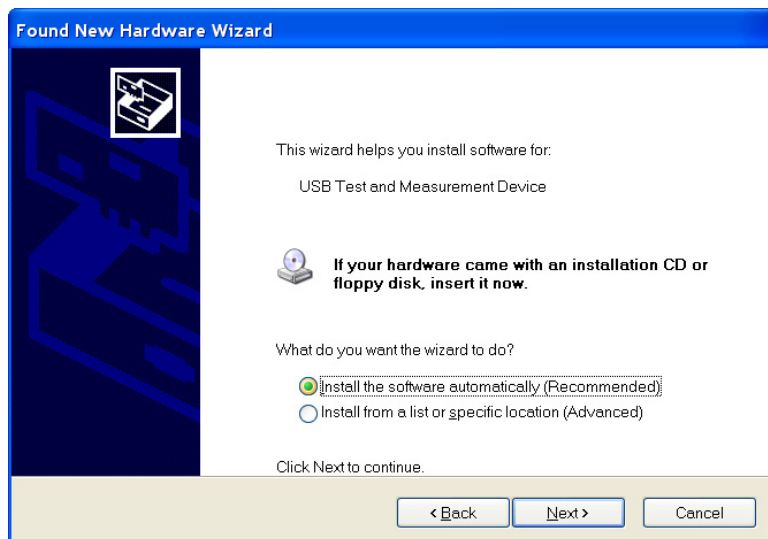 Found New Hardware Wizard
This wizard helps you install software for:
USB Test and Measurement Device
If your hardware came with an installation CD or
floppy disk, insert it now.
What do you want the wizard to do?
Install the software automatically (Recommended)
Install from a list or specific location (Advanced)
Click Next to continue.
< Back Next > Cancel